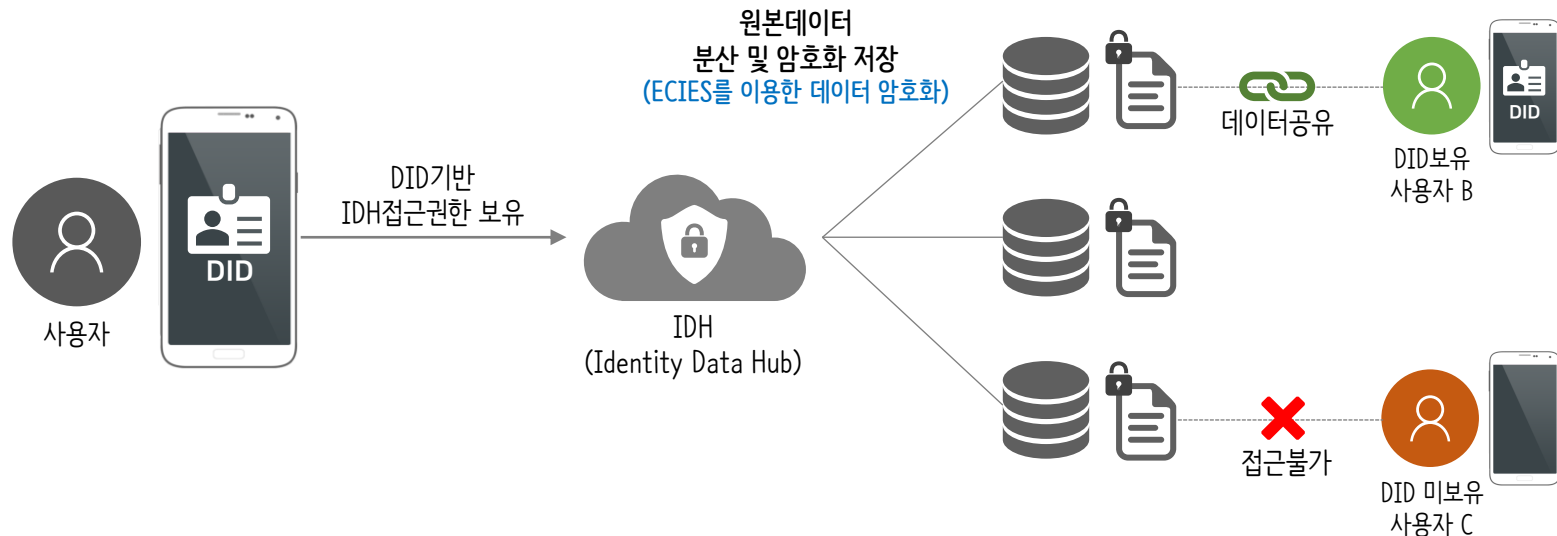 원본데이터
분산 및 암호화 저장
(ECIES를 이용한 데이터 암호화)
DID기반
IDH접근권한 보유
DID
사용자
IDH
(Identity Data Hub)
데이터공유
DID
DID보유
사용자 B
접근불가
DID 미보유
사용자 C